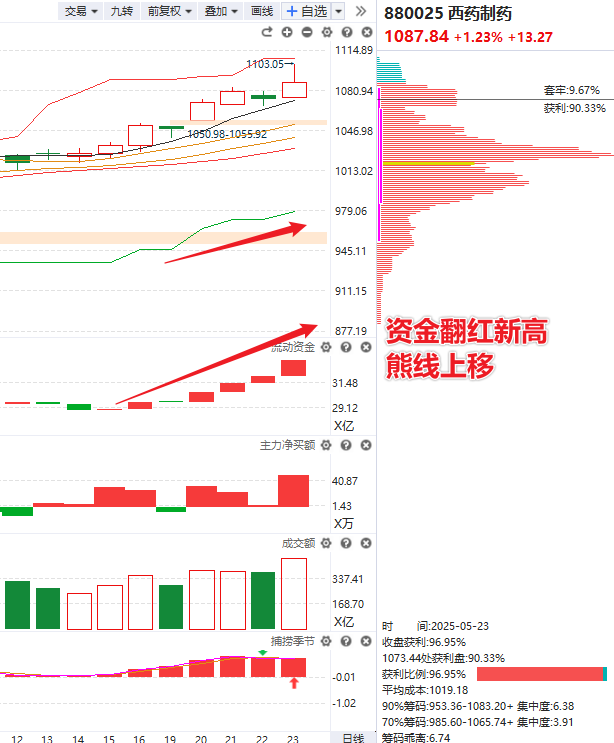 交易 九转 前复权 叠加 画线 自选
880025 西药制药
1087.84 +1.23% +13.27
1114.89
1103.05
1080.94
套牢:9.67%
获利:90.33%
1046.98
1050.98-1055.92
1013.02
979.06
945.11
911.15
877.19
资金翻红新高
熊线上移
流动资金
31.48
29.12
X亿
主力净买额
40.87
1.43
X万
成交额
337.41
168.70
X亿
捕捞季节
-0.01
-1.02
12 13 14 15 16 19 20 21 22 23 日线
时 间:2025-05-23
收盘获利:96.95%
1073.44处获利盘:90.33%
获利比例:96.95%
平均成本:1019.18
90%筹码:953.36-1083.20+ 集中度:6.38
70%筹码:985.60-1065.74+ 集中度:3.91
筹码乖离:6.74